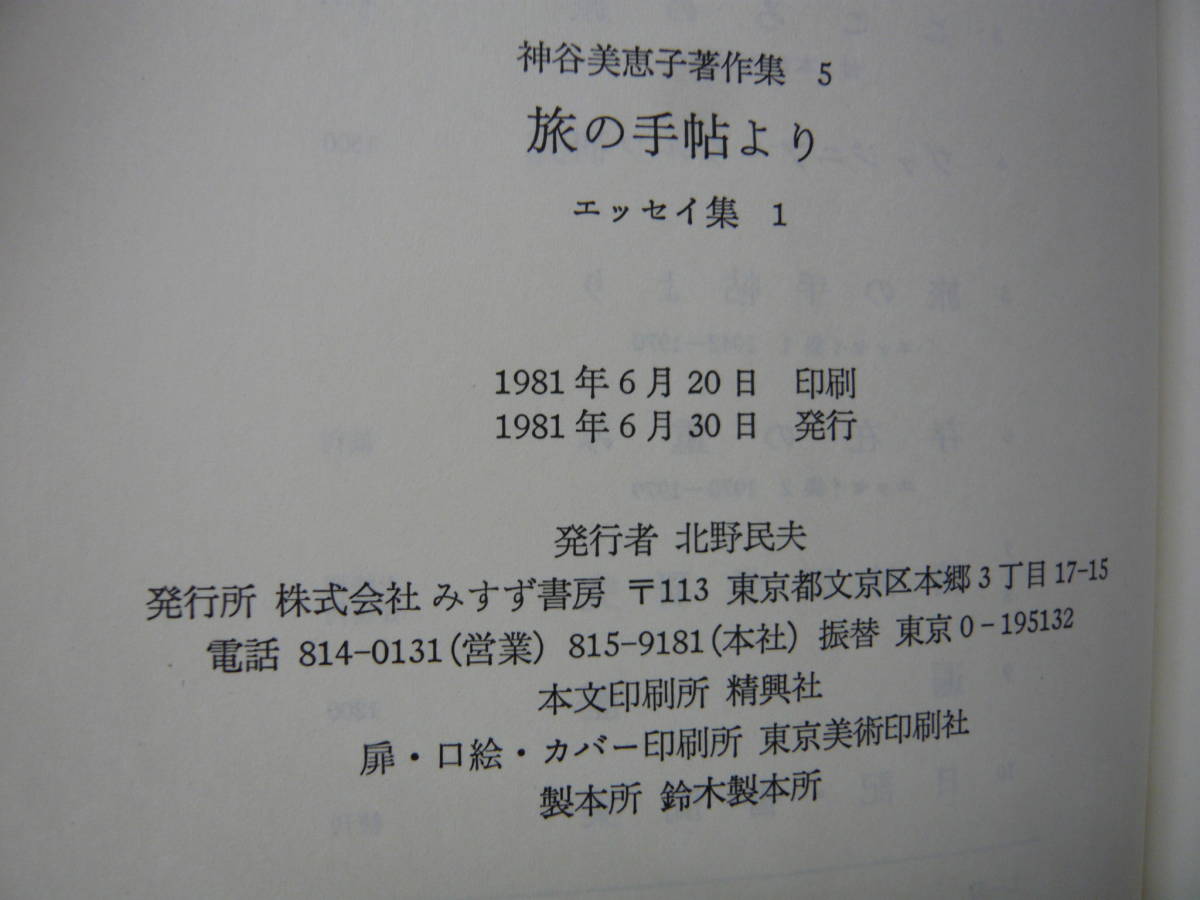 神谷美恵子著作集 5
旅の手帖より
エッセイ集 1
1981年6月20日 印刷
1981年6月30日 発行
発行者 北野民夫
発行所 株式会社 みすず書房 〒113 東京都文京区本郷3丁目17-15
電話 814-0131(営業) 815-9181(本社) 振替 東京0-195132
本文印刷所 精興社
扉・口絵・カバー印刷所 東京美術印刷社
製本所 鈴木製本所